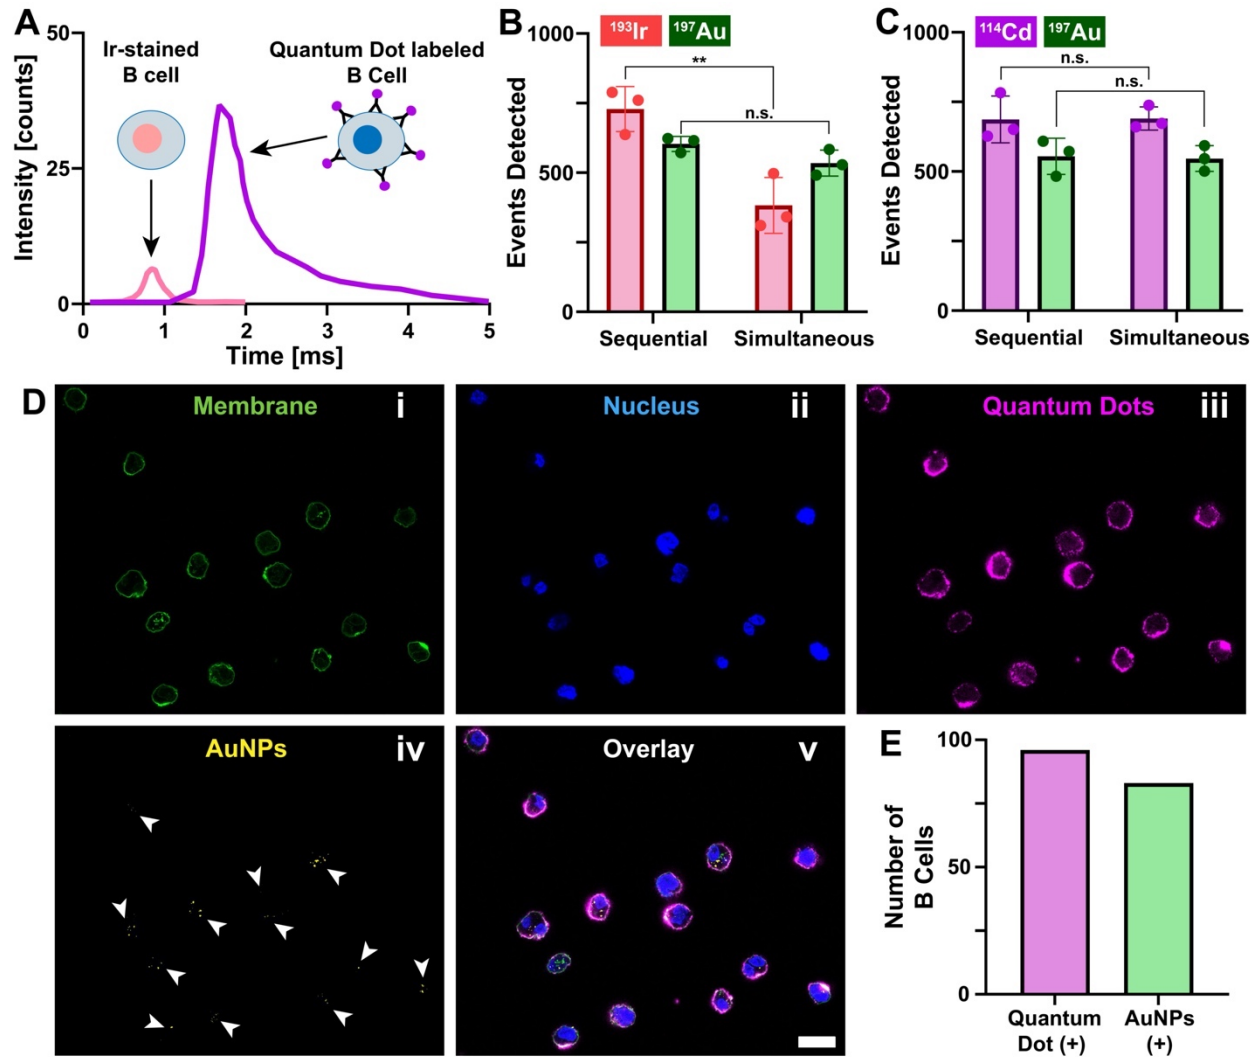 A
50
25
0
Intensity [counts]
Ir-stained
B cell
Quantum Dot labeled
B Cell
0 1 2 3 4 5
Time [ms]
B
¹⁹³Ir ¹⁹⁷Au
1000
500
0
Events Detected
**
n.s.
Sequential Simultaneous
C
¹¹⁴Cd ¹⁹⁷Au
1000
500
0
Events Detected
n.s.
n.s.
Sequential Simultaneous
D
Membrane i
Nucleus ii
Quantum Dots iii
AuNPs iv
Overlay v
E
100
50
0
Number of
B Cells
Quantum
Dot (+)
AuNPs
(+)